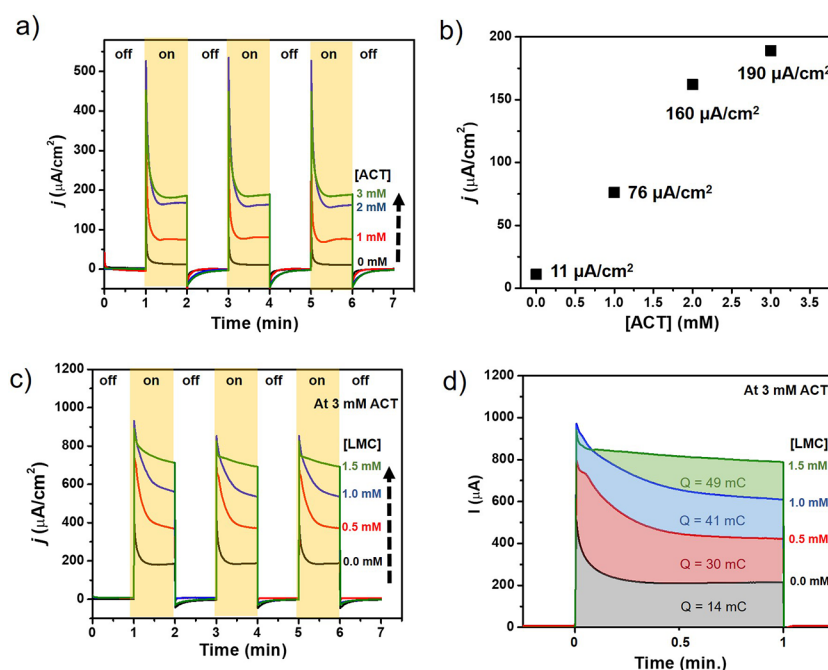 a)
off on off on off on off
500
400
300
200
100
0
j (μA/cm²)
[ACT]
3 mM
2 mM
1 mM
0 mM
0 1 2 3 4 5 6 7
Time (min)
b)
200
150
100
50
0
j (μA/cm²)
190 μA/cm²
160 μA/cm²
76 μA/cm²
11 μA/cm²
0.0 0.5 1.0 1.5 2.0 2.5 3.0 3.5
[ACT] (mM)
c)
1200
1000
800
600
400
200
0
j (μA/cm²)
off on off on off on off
At 3 mM ACT
[LMC]
1.5 mM
1.0 mM
0.5 mM
0.0 mM
0 1 2 3 4 5 6 7
Time (min)
d)
1200
1000
800
600
400
200
0
I (μA)
At 3 mM ACT
[LMC]
1.5 mM
1.0 mM
0.5 mM
0.0 mM
Q = 49 mC
Q = 41 mC
Q = 30 mC
Q = 14 mC
0 0.5 1
Time (min.)